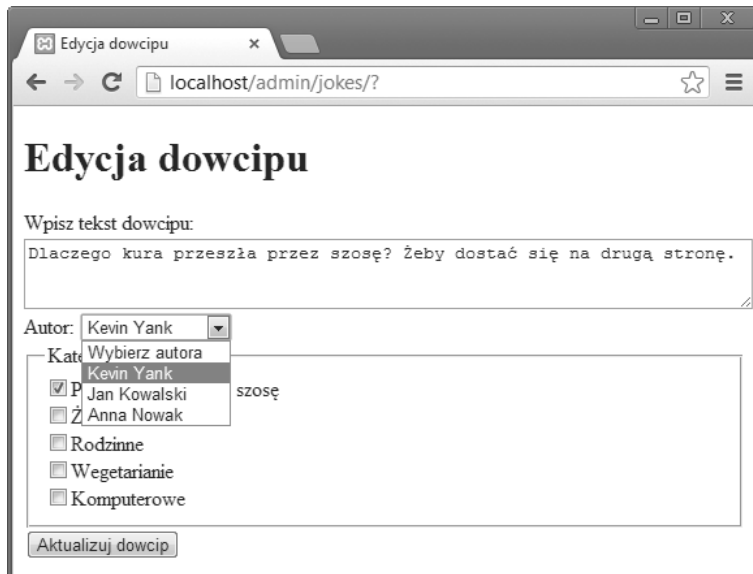 Edycja dowcipu
localhost/admin/jokes/?
Edycja dowcipu
Wpisz tekst dowcipu:
Dlaczego kura przeszła przez szosę? Żeby dostać się na drugą stronę.
Autor: Kevin Yank
Wybierz autora
Kevin Yank
Jan Kowalski
Anna Nowak
szosę
Rodzinne
Wegetarianie
Komputerowe
Aktualizuj dowcip